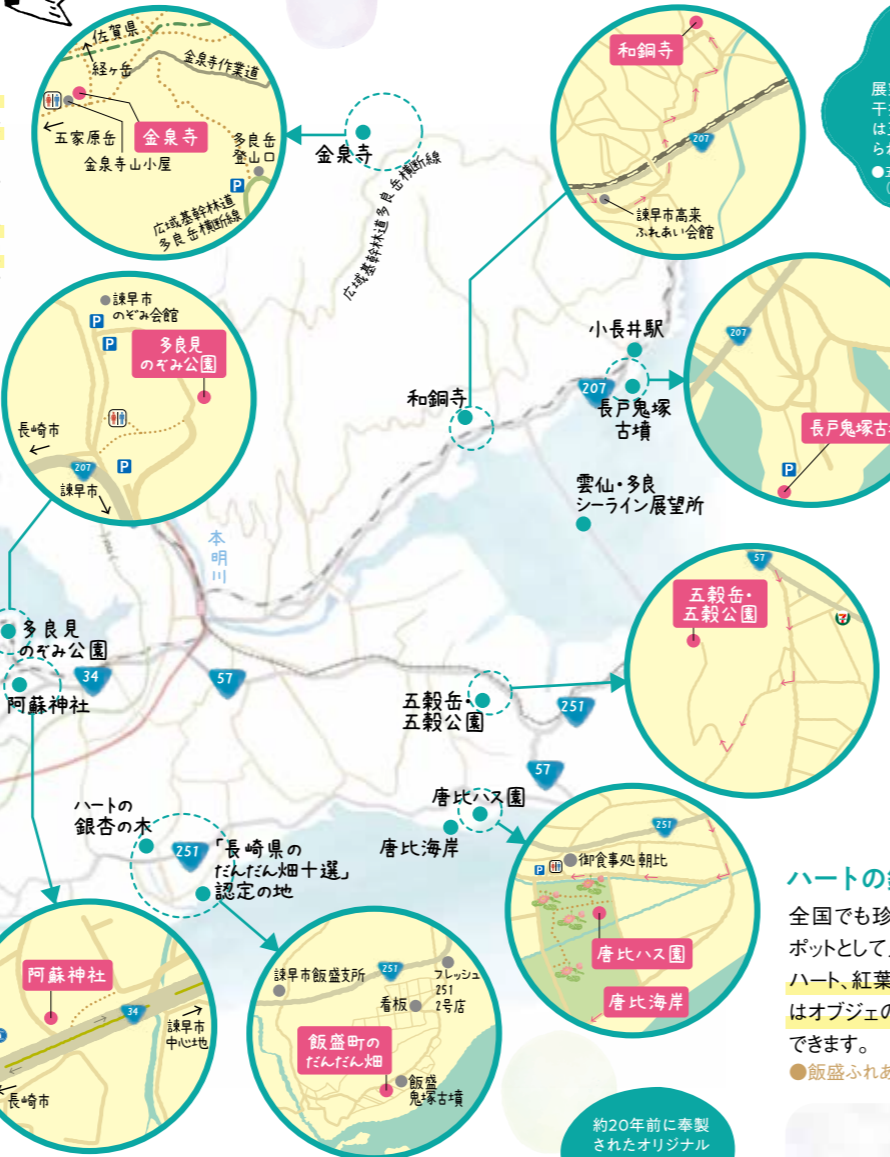 佐賀県
経ヶ岳
金泉寺作業道
五家原岳
金泉寺
金泉寺山小屋
多良岳
登山口
P
広域基幹林道
多良岳横断線
金泉寺
広域基幹林道多良岳横断線
和銅寺
207
諫早市高来
ふれあい会館
諫早市
のぞみ会館
P
P
多良見
のぞみ公園
長崎市
207
P
諫早市
本明川
和銅寺
小長井駅
207
長戸鬼塚
古墳
207
長戸鬼塚古
P
雲仙・多良
シーライン展望所
多良見
のぞみ公園
34
57
阿蘇神社
五穀岳・
五穀公園
251
57
57
五穀岳・
五穀公園
7
ハートの
銀杏の木
251
「長崎県の
だんだん畑十選」
認定の地
唐比ハス園
唐比海岸
251
P
御食事処 朝比
唐比ハス園
唐比海岸
阿蘇神社
34
諫早市
中心地
長崎市
諫早市飯盛支所
251
フレッシュ
251
2号店
看板
飯盛町の
だんだん畑
飯盛
鬼塚古墳
展
干
は
ら
ハートの
全国でも珍
ポットとして
ハート、紅葉
はオブジェの
できます。
●飯盛ふれあ
約20年前に奉製
されたオリジナル